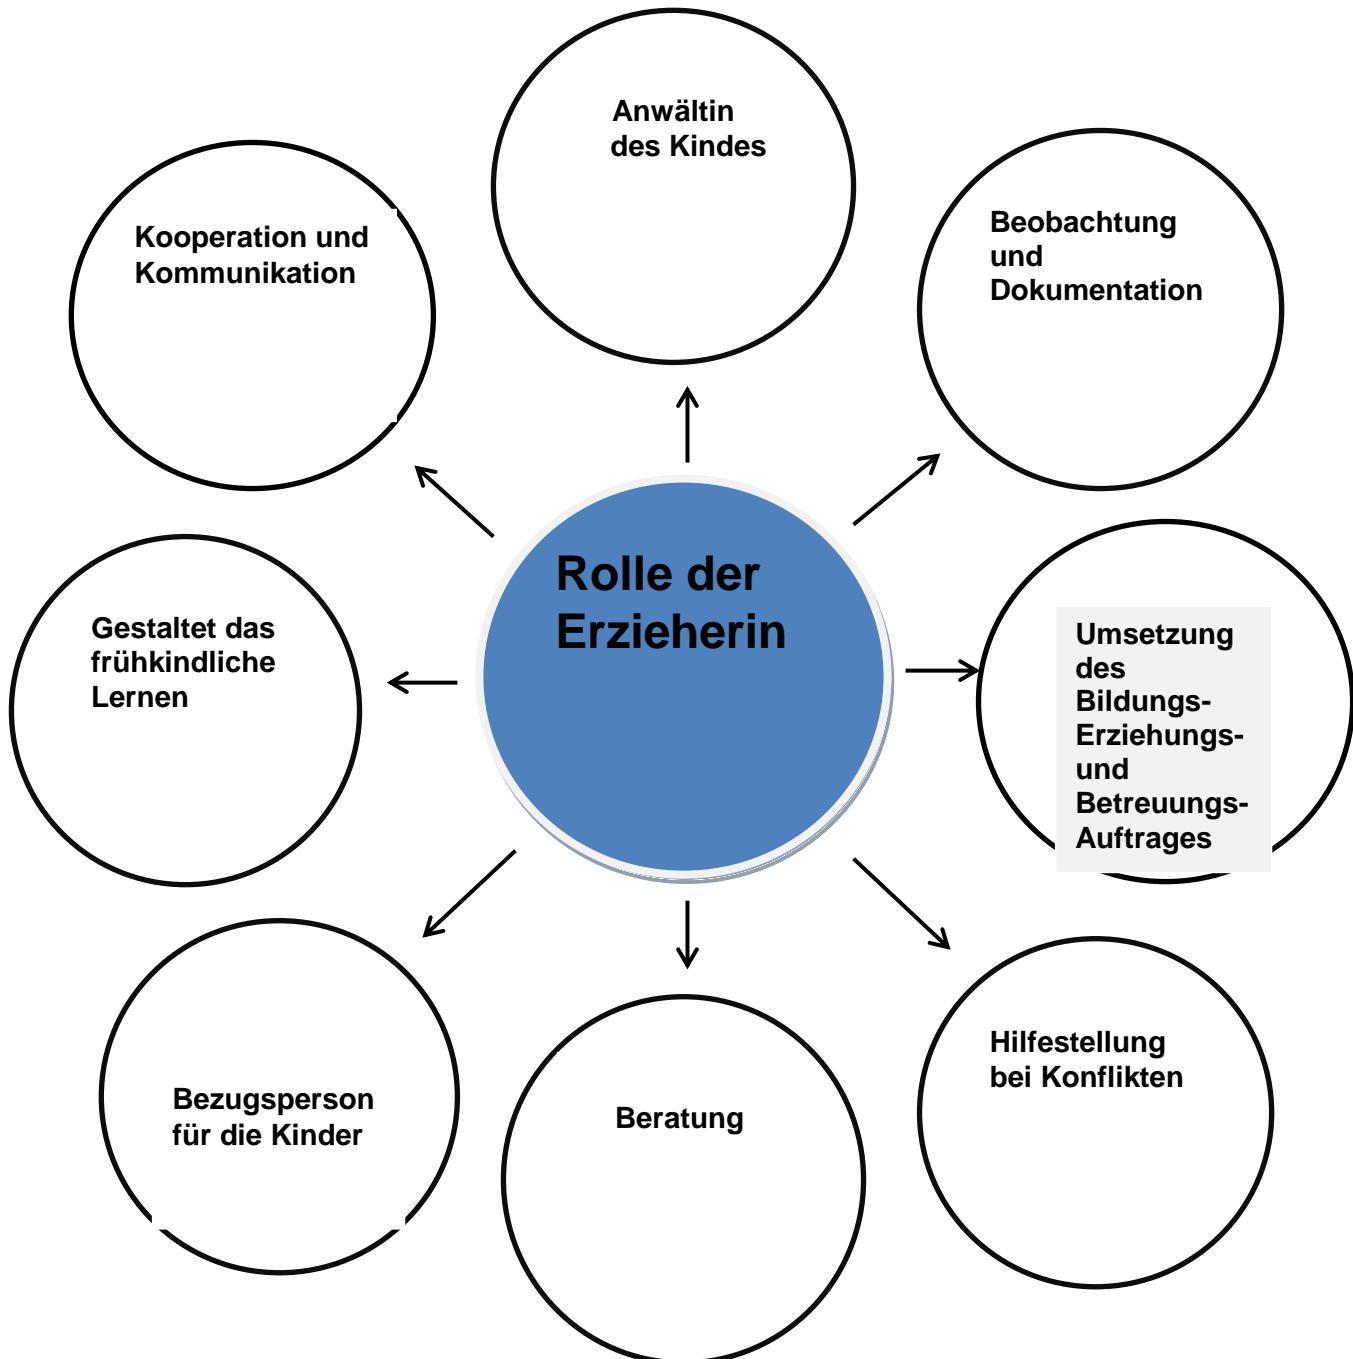 Anwältin
des Kindes
Kooperation und
Kommunikation
Beobachtung
und
Dokumentation
Rolle der
Erzieherin
Gestaltet das
frühkindliche
Lernen
Umsetzung
des
Bildungs-
Erziehungs-
und
Betreuungs-
Auftrages
Bezugsperson
für die Kinder
Beratung
Hilfestellung
bei Konflikten